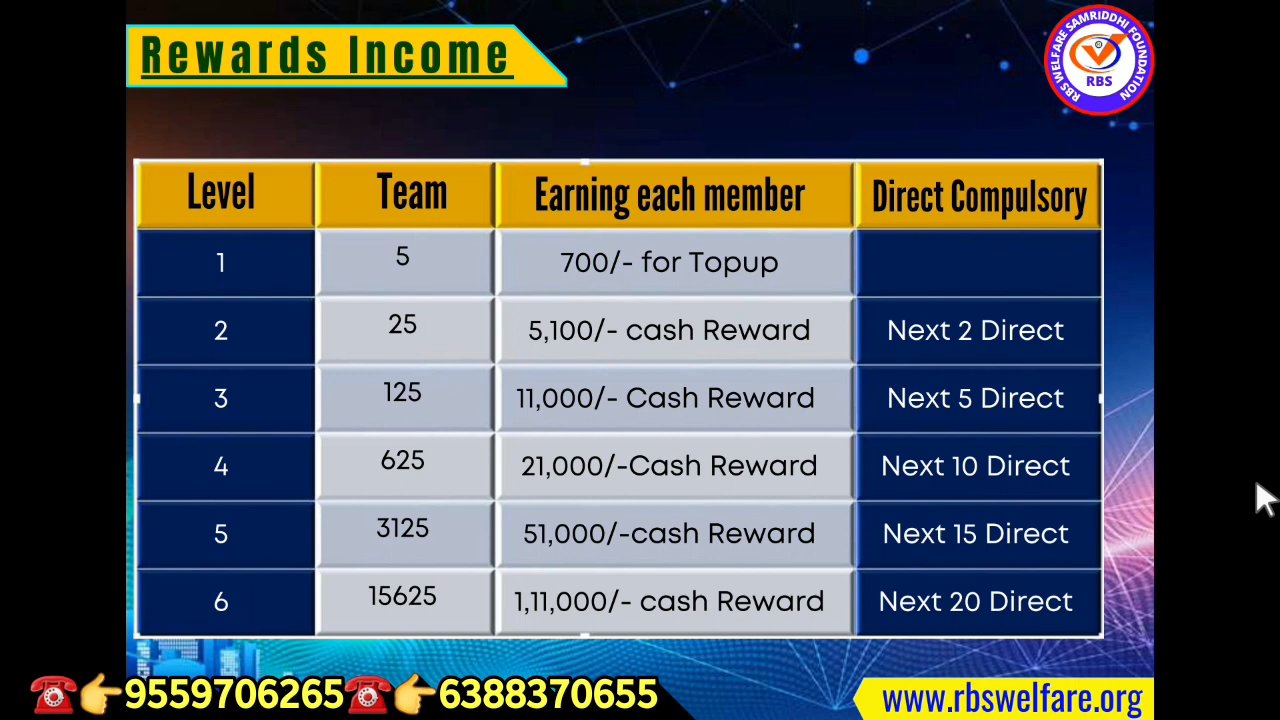 Rewards Income
RBS WELFARE SAMRIDDHI FOUNDATION
RBS
Level Team Earning each member Direct Compulsory
1 5 700/- for Topup
2 25 5,100/- cash Reward Next 2 Direct
3 125 11,000/- Cash Reward Next 5 Direct
4 625 21,000/-Cash Reward Next 10 Direct
5 3125 51,000/-cash Reward Next 15 Direct
6 15625 1,11,000/- cash Reward Next 20 Direct
☎️👉9559706265☎️👉6388370655
www.rbswelfare.org